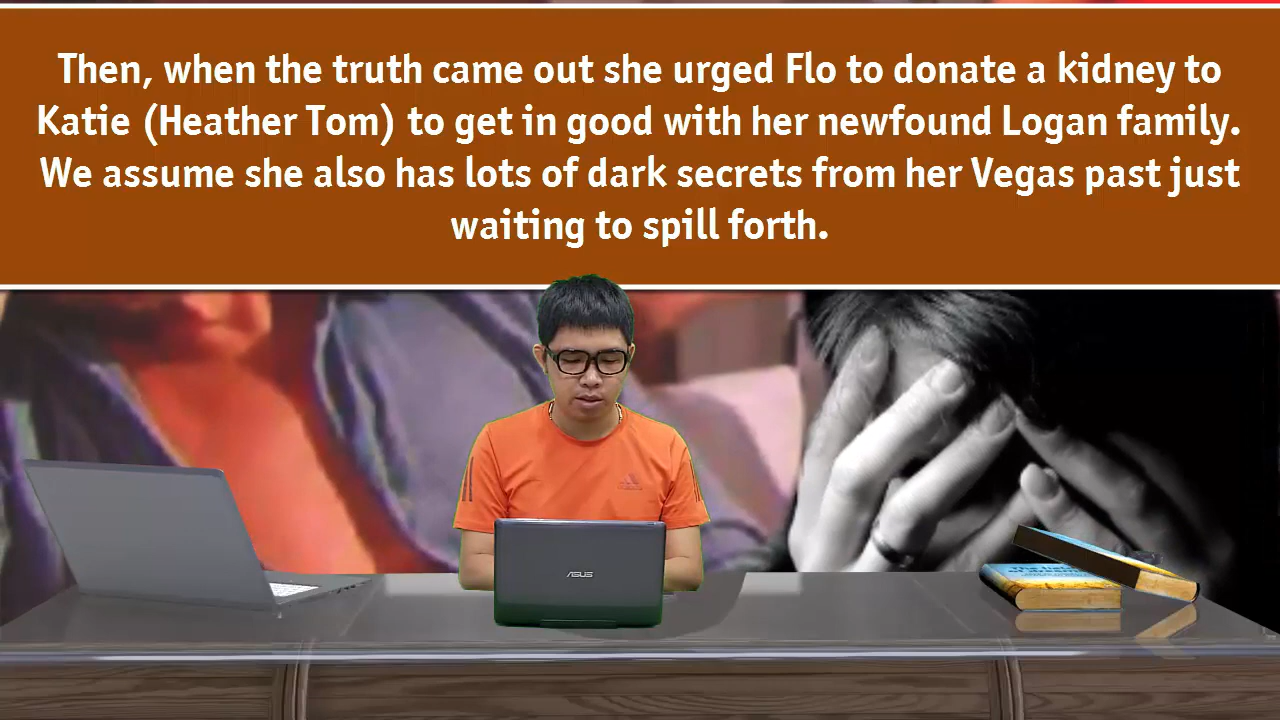 Then, when the truth came out she urged Flo to donate a kidney to
Katie (Heather Tom) to get in good with her newfound Logan family.
We assume she also has lots of dark secrets from her Vegas past just
waiting to spill forth.
ASUS